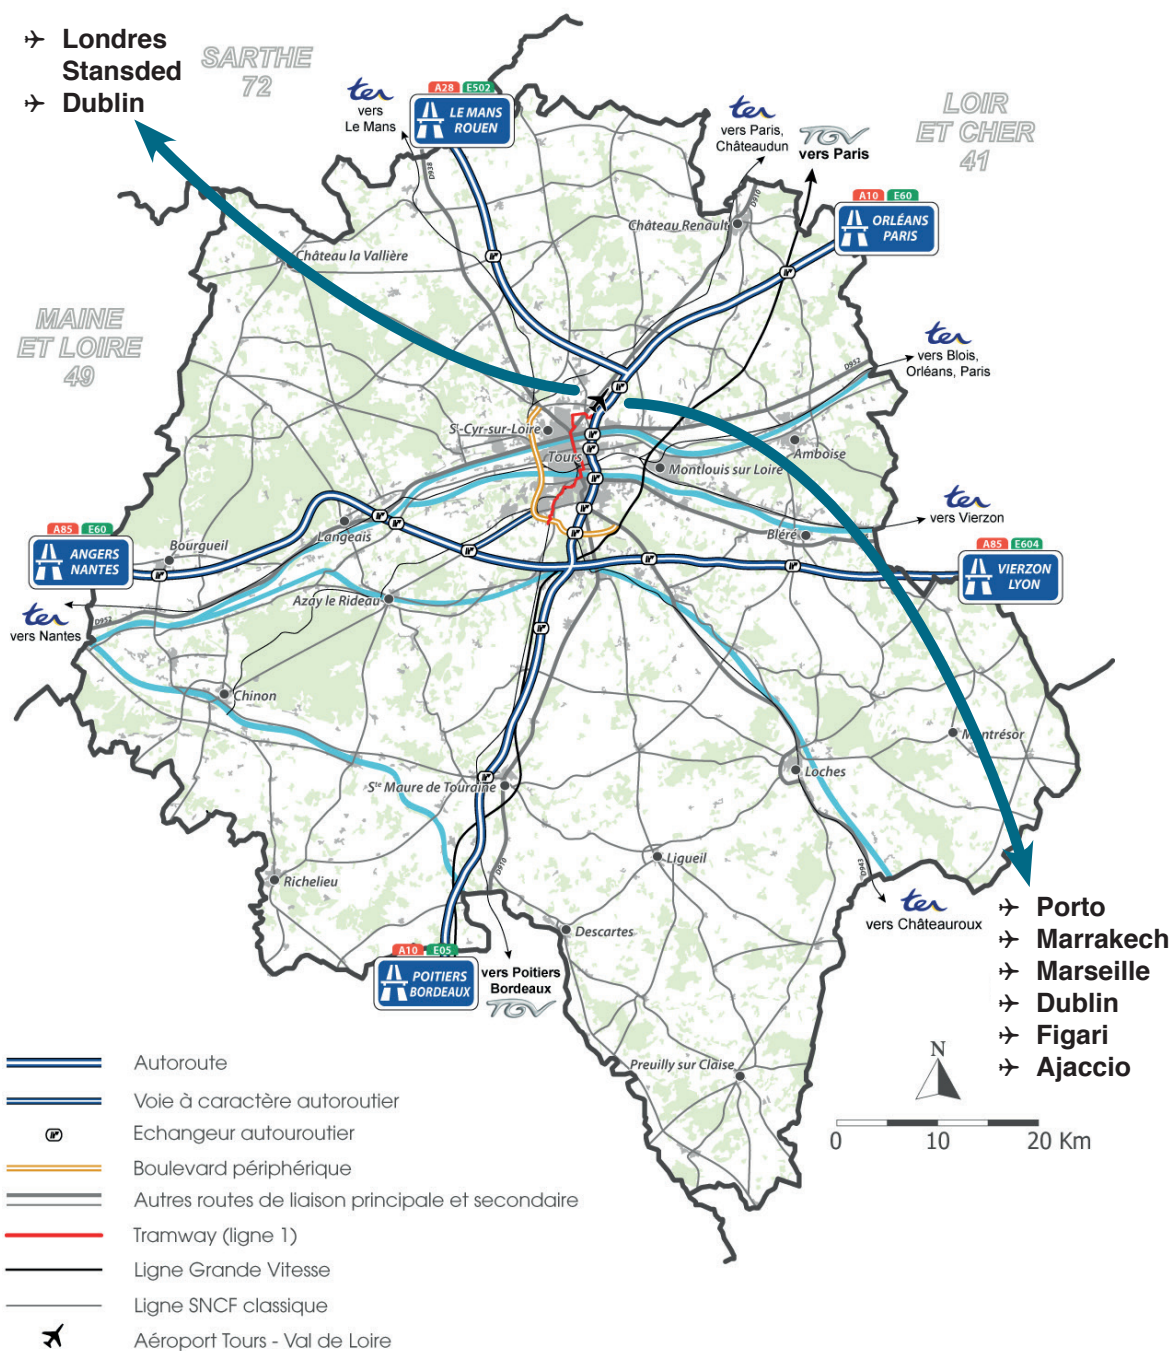 Londres
Stansded
Dublin
SARTHE
72
LOIR
ET CHER
41
MAINE
ET LOIRE
49
ter
vers
Le Mans
A28 E502
LE MANS
ROUEN
ter
vers Paris,
Châteaudun
TGV
vers Paris
A10 E60
ORLÉANS
PARIS
D938
D910
Château Renault
Château la Vallière
ter
vers Blois,
Orléans, Paris
D952
St-Cyr-sur-Loire
Tours
Montlouis sur Loire
Amboise
ter
vers Vierzon
Bléré
A85 E60
ANGERS
NANTES
Bourgueil
Langeais
A85 E604
VIERZON
LYON
ter
vers Nantes
D952
Azay le Rideau
Chinon
Montrésor
Loches
Ste Maure de Touraine
Ligueil
D910
D943
Richelieu
Descartes
ter
vers Châteauroux
A10 E05
POITIERS
BORDEAUX
vers Poitiers
Bordeaux
TGV
Preuilly sur Claise
Porto
Marrakech
Marseille
Dublin
Figari
Ajaccio
N
0 10 20 Km
Autoroute
Voie à caractère autoroutier
Echangeur autouroutier
Boulevard périphérique
Autres routes de liaison principale et secondaire
Tramway (ligne 1)
Ligne Grande Vitesse
Ligne SNCF classique
Aéroport Tours - Val de Loire